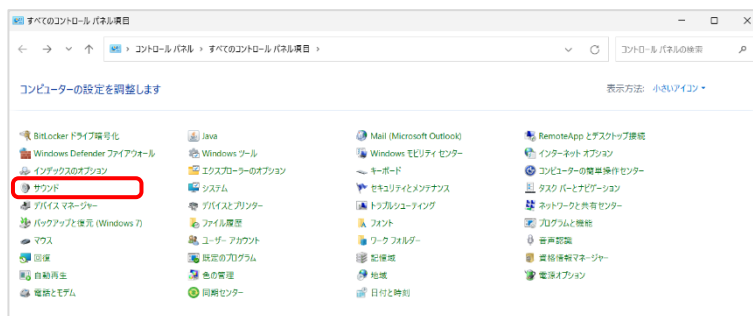 すべてのコントロール パネル項目
コントロール パネル › すべてのコントロール パネル項目 ›
コントロール パネルの検索
コンピューターの設定を調整します
表示方法: 小さいアイコン
BitLocker ドライブ暗号化 Java Mail (Microsoft Outlook) RemoteApp とデスクトップ接続
Windows Defender ファイアウォール Windows ツール Windows モビリティ センター インターネット オプション
インデックスのオプション エクスプローラーのオプション キーボード コンピューターの簡単操作センター
サウンド システム セキュリティとメンテナンス タスク バーとナビゲーション
デバイス マネージャー デバイスとプリンター トラブルシューティング ネットワークと共有センター
バックアップと復元 (Windows 7) ファイル履歴 フォント プログラムと機能
マウス ユーザー アカウント ワーク フォルダー 音声認識
回復 既定のプログラム 記憶域 資格情報マネージャー
自動再生 色の管理 地域 電源オプション
電話とモデム 同期センター 日付と時刻